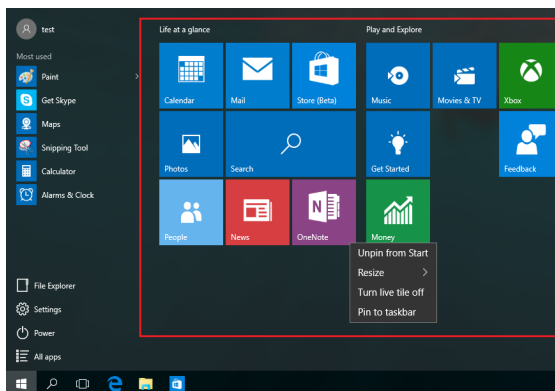 test
Most used
Paint
Get Skype
Maps
Snipping Tool
Calculator
Alarms & Clock
File Explorer
Settings
Power
All apps
Life at a glance
Play and Explore
Calendar
Mail
Store (Beta)
Music
Movies & TV
Xbox
Photos
Search
Get Started
Feedback
People
News
OneNote
Money
Unpin from Start
Resize
Turn live tile off
Pin to taskbar